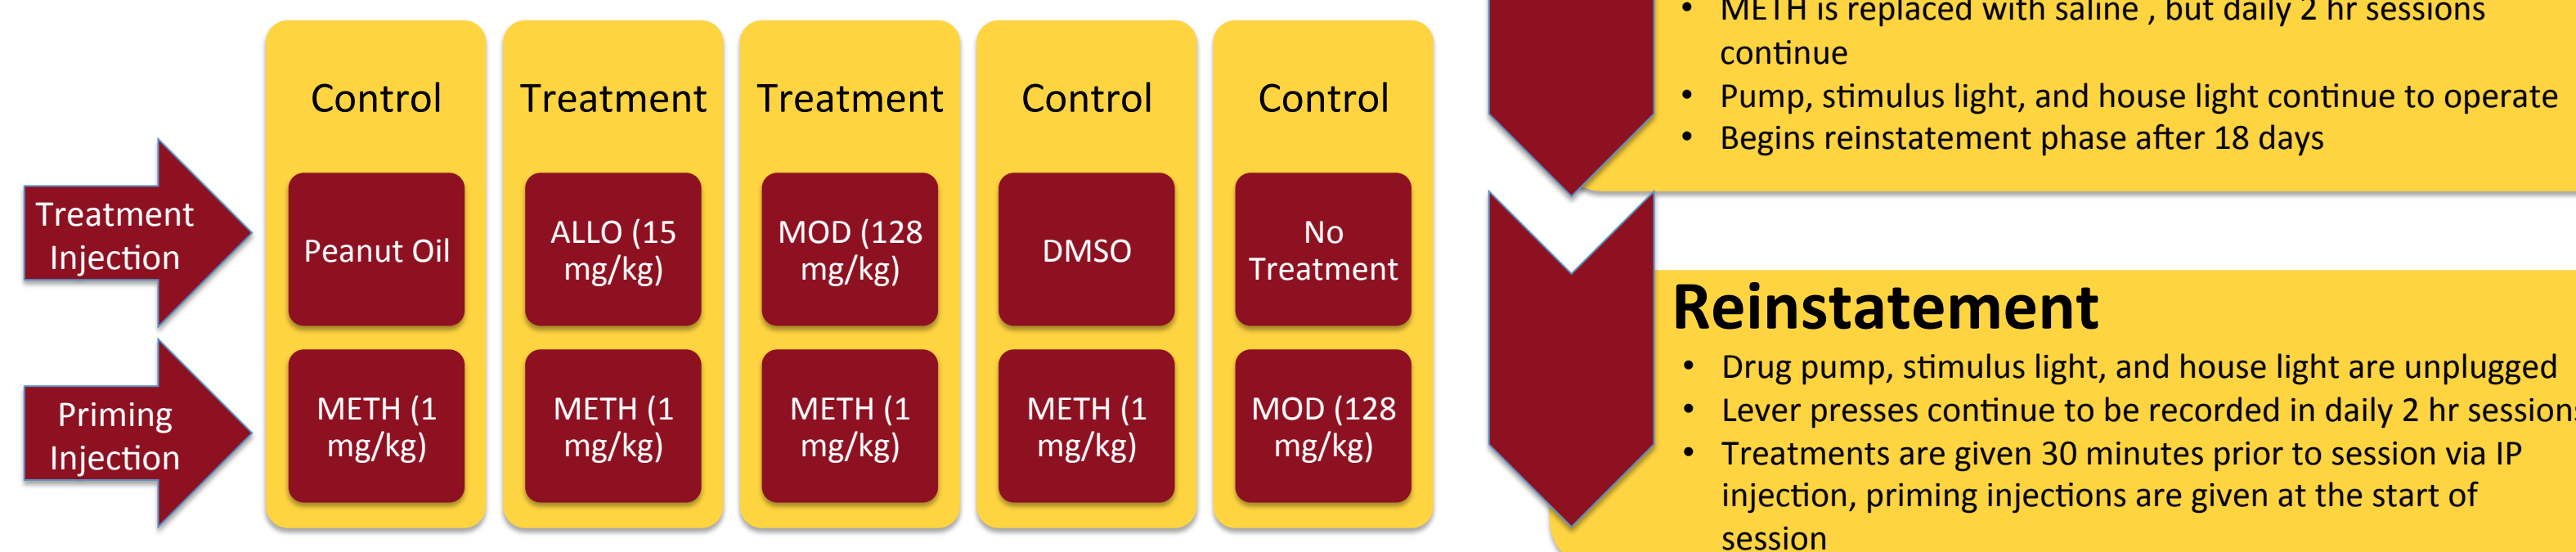 Treatment
Injection
Priming
Injection
Control
Peanut Oil
METH (1
mg/kg)
Treatment
ALLO (15
mg/kg)
METH (1
mg/kg)
Treatment
MOD (128
mg/kg)
METH (1
mg/kg)
Control
DMSO
METH (1
mg/kg)
Control
No
Treatment
MOD (128
mg/kg)
• METH is replaced with saline , but daily 2 hr sessions
continue
• Pump, stimulus light, and house light continue to operate
• Begins reinstatement phase after 18 days
Reinstatement
• Drug pump, stimulus light, and house light are unplugged
• Lever presses continue to be recorded in daily 2 hr sessions
• Treatments are given 30 minutes prior to session via IP
injection, priming injections are given at the start of
session